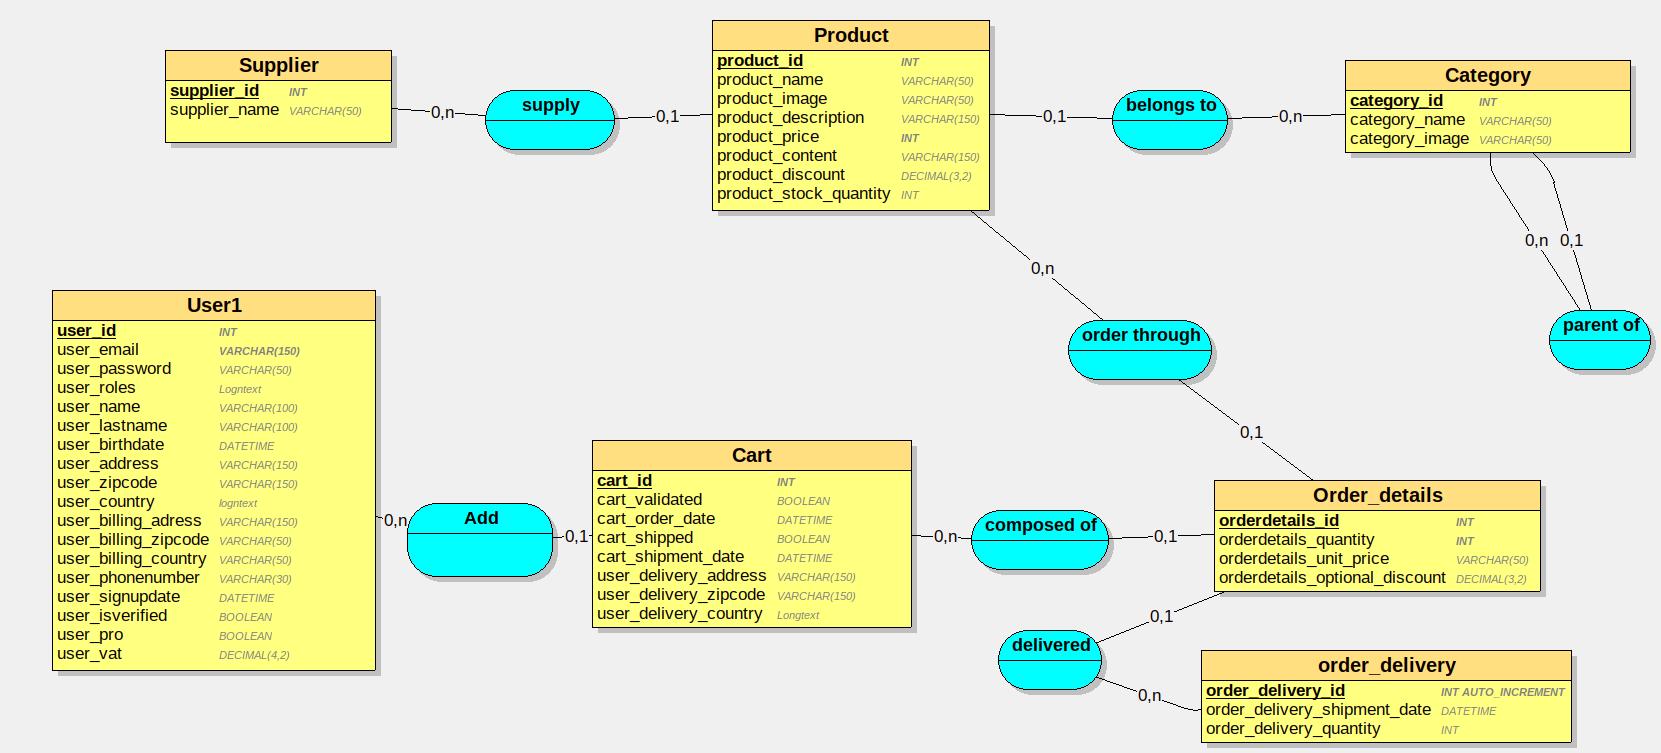 Supplier
supplier_id INT
supplier_name VARCHAR(50)
0,n
supply
0,1
Product
product_id INT
product_name VARCHAR(50)
product_image VARCHAR(50)
product_description VARCHAR(150)
product_price INT
product_content VARCHAR(150)
product_discount DECIMAL(3,2)
product_stock_quantity INT
0,1
belongs to
0,n
Category
category_id INT
category_name VARCHAR(50)
category_image VARCHAR(50)
0,n
0,1
parent of
0,n
order through
0,1
User1
user_id INT
user_email VARCHAR(150)
user_password VARCHAR(50)
user_roles Logntext
user_name VARCHAR(100)
user_lastname VARCHAR(100)
user_birthdate DATETIME
user_address VARCHAR(150)
user_zipcode VARCHAR(150)
user_country logntext
user_billing_adress VARCHAR(150)
user_billing_zipcode VARCHAR(50)
user_billing_country VARCHAR(50)
user_phonenumber VARCHAR(30)
user_signupdate DATETIME
user_isverified BOOLEAN
user_pro BOOLEAN
user_vat DECIMAL(4,2)
0,n
Add
0,1
Cart
cart_id INT
cart_validated BOOLEAN
cart_order_date DATETIME
cart_shipped BOOLEAN
cart_shipment_date DATETIME
user_delivery_address VARCHAR(150)
user_delivery_zipcode VARCHAR(150)
user_delivery_country Longtext
0,n
composed of
0,1
Order_details
orderdetails_id INT
orderdetails_quantity INT
orderdetails_unit_price VARCHAR(50)
orderdetails_optional_discount DECIMAL(3,2)
0,1
delivered
0,n
order_delivery
order_delivery_id INT AUTO_INCREMENT
order_delivery_shipment_date DATETIME
order_delivery_quantity INT